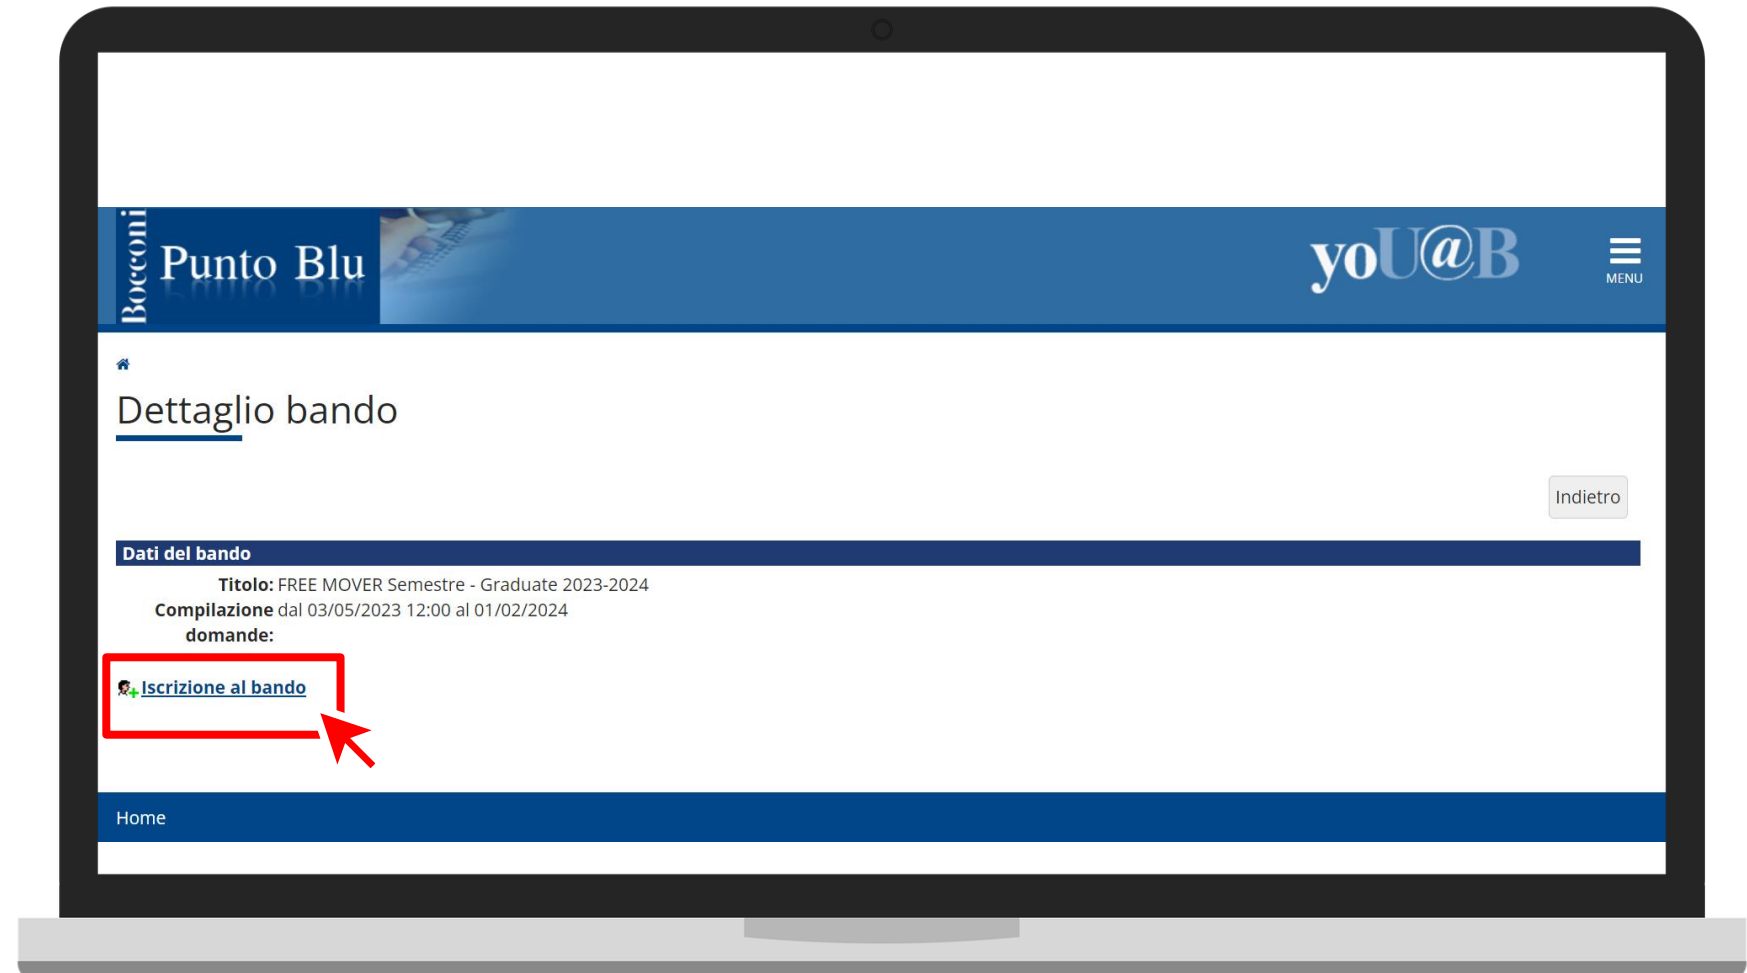 Bocconi
Punto Blu
yoU@B
MENU
Dettaglio bando
Indietro
Dati del bando
Titolo: FREE MOVER Semestre - Graduate 2023-2024
Compilazione dal 03/05/2023 12:00 al 01/02/2024
domande:
Iscrizione al bando
Home